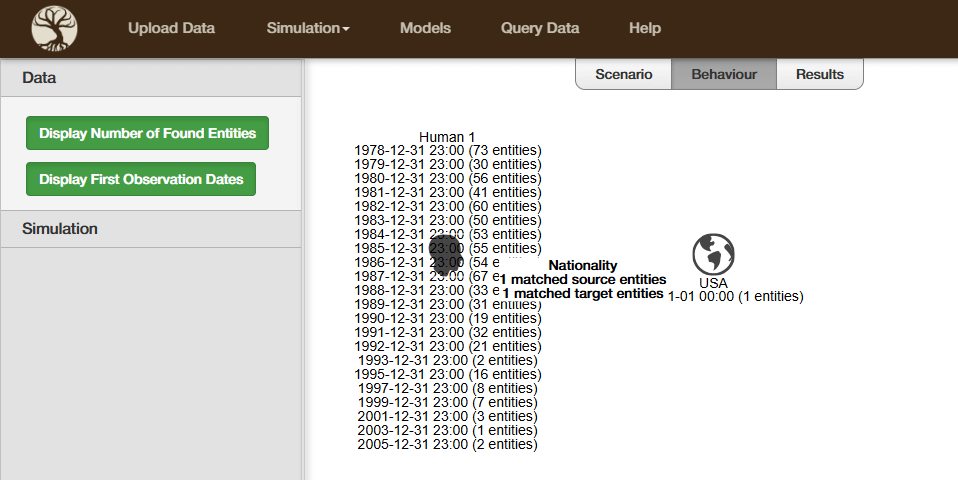 Upload Data
Simulation
Models
Query Data
Help
Data
Display Number of Found Entities
Display First Observation Dates
Simulation
Scenario
Behaviour
Results
Human 1
1978-12-31 23:00 (73 entities)
1979-12-31 23:00 (30 entities)
1980-12-31 23:00 (56 entities)
1981-12-31 23:00 (41 entities)
1982-12-31 23:00 (60 entities)
1983-12-31 23:00 (50 entities)
1984-12-31 23:00 (53 entities)
1985-12-31 23:00 (55 entities)
1986-12-31 23:00 (54 e
1987-12-31 23:00 (67 e
1988-12-31 23:00 (33 e
1989-12-31 23:00 (31 entities)
1990-12-31 23:00 (19 entities)
1991-12-31 23:00 (32 entities)
1992-12-31 23:00 (21 entities)
1993-12-31 23:00 (2 entities)
1995-12-31 23:00 (16 entities)
1997-12-31 23:00 (8 entities)
1999-12-31 23:00 (7 entities)
2001-12-31 23:00 (3 entities)
2003-12-31 23:00 (1 entities)
2005-12-31 23:00 (2 entities)
Nationality
1 matched source entities
1 matched target entities
USA
1-01 00:00 (1 entities)